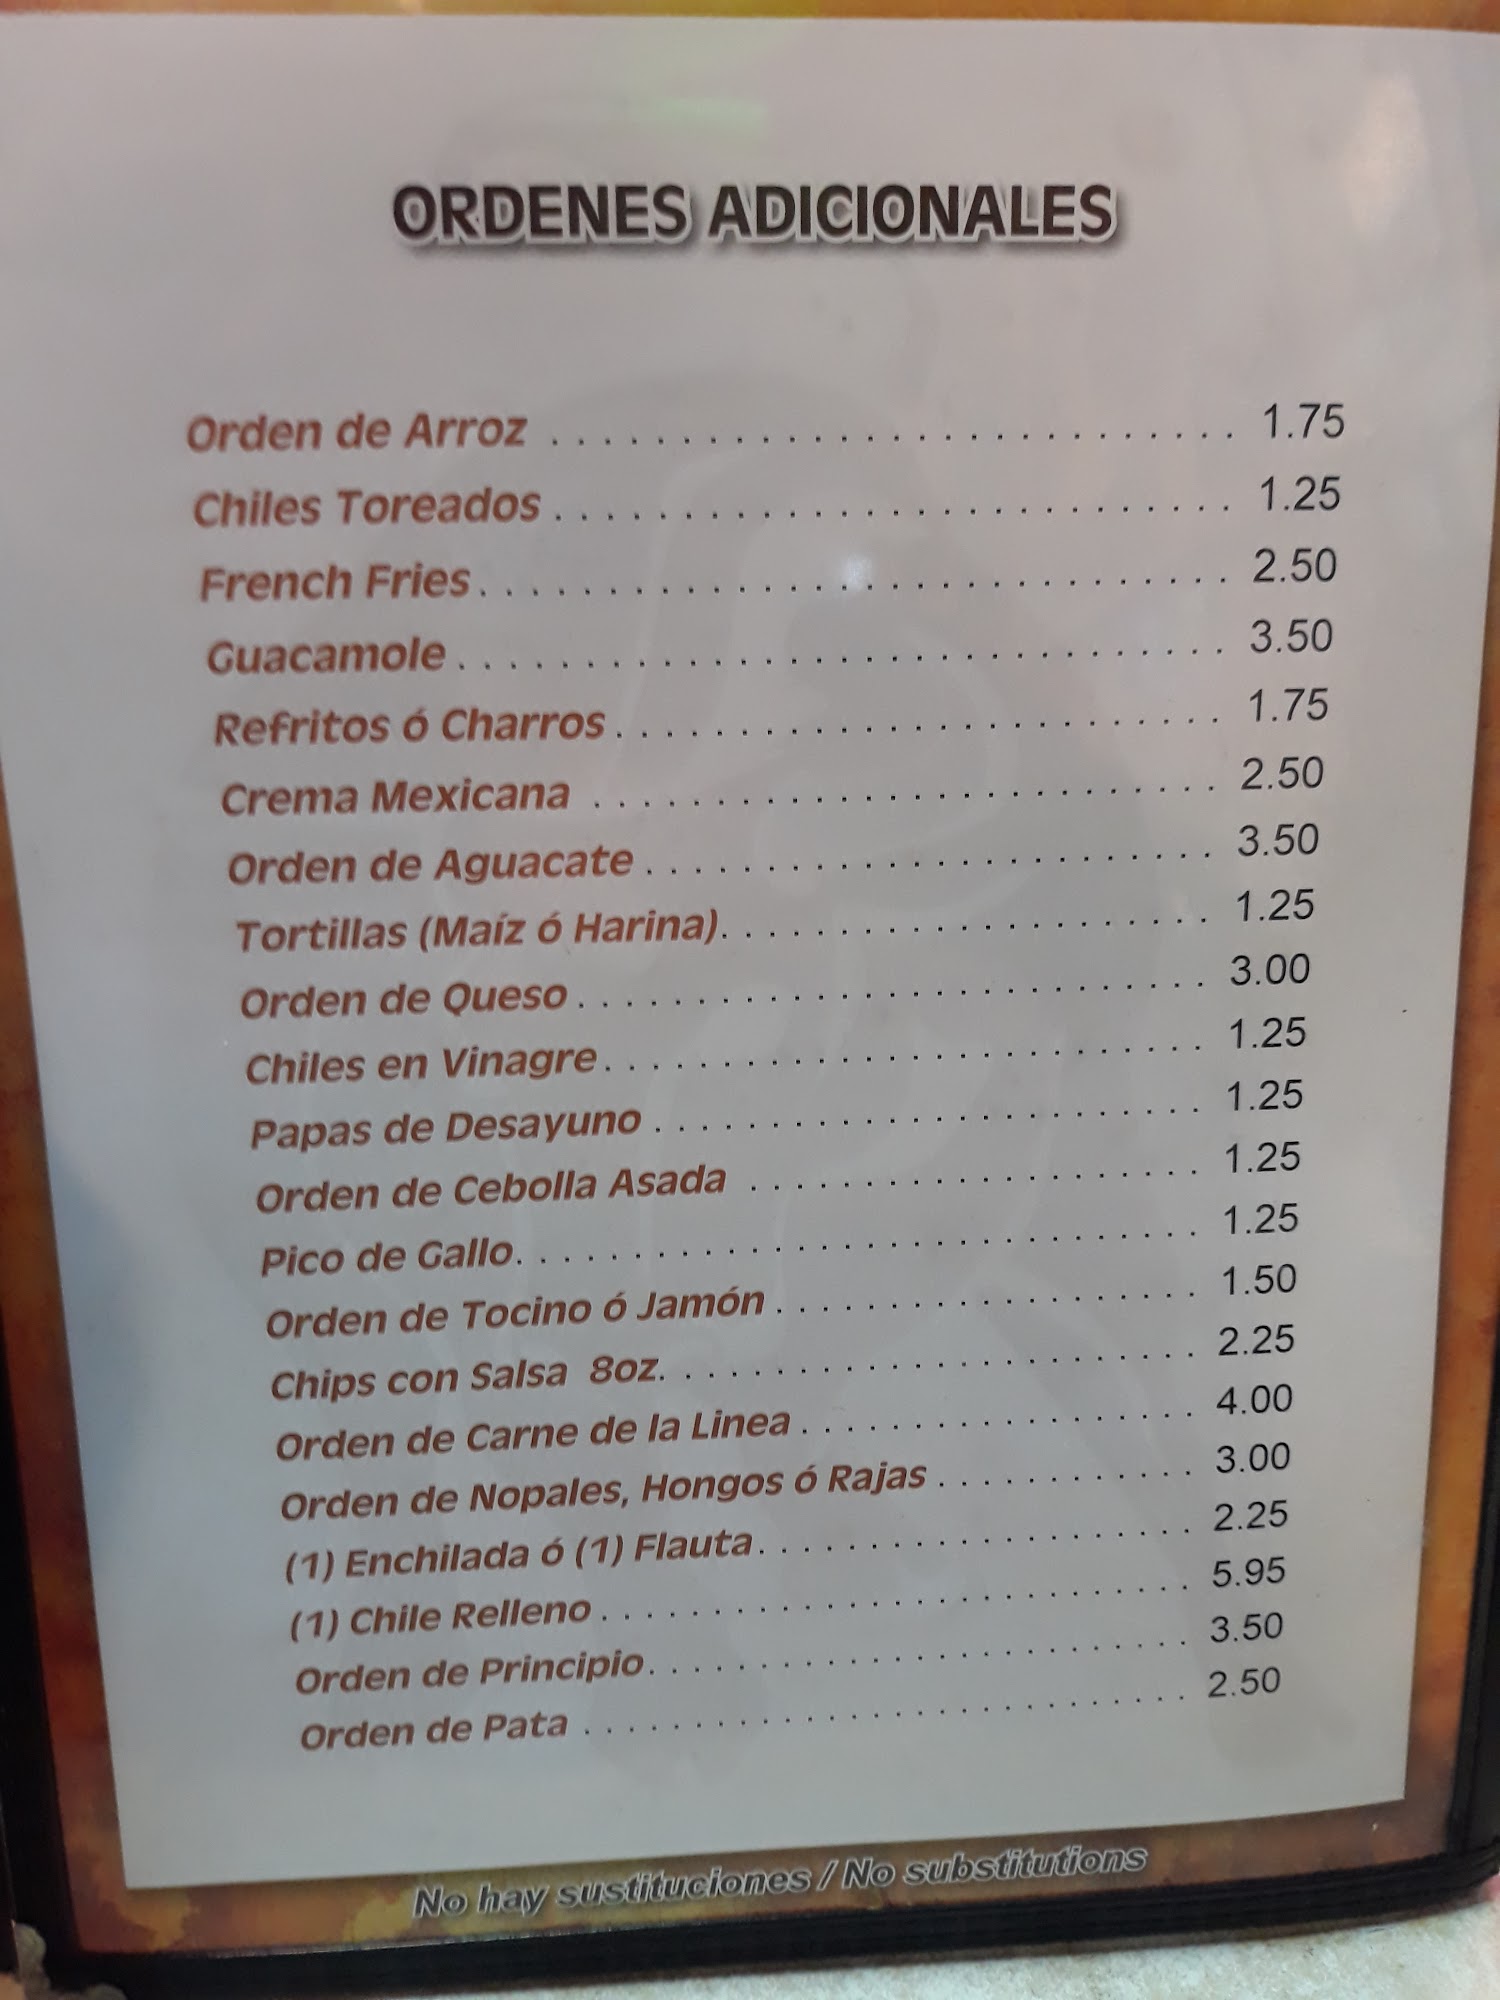 ORDENES ADICIONALES
Orden de Arroz . . . . . . . . . . . . . . . . . . . . . . . . . . . 1.75
Chiles Toreados . . . . . . . . . . . . . . . . . . . . . . . . . . . 1.25
French Fries . . . . . . . . . . . . . . . . . . . . . . . . . . . . . 2.50
Guacamole . . . . . . . . . . . . . . . . . . . . . . . . . . . . . . 3.50
Refritos ó Charros . . . . . . . . . . . . . . . . . . . . . . . . 1.75
Crema Mexicana . . . . . . . . . . . . . . . . . . . . . . . . . 2.50
Orden de Aguacate . . . . . . . . . . . . . . . . . . . . . . . 3.50
Tortillas (Maíz ó Harina) . . . . . . . . . . . . . . . . . . . . 1.25
Orden de Queso . . . . . . . . . . . . . . . . . . . . . . . . . . 3.00
Chiles en Vinagre . . . . . . . . . . . . . . . . . . . . . . . . . 1.25
Papas de Desayuno . . . . . . . . . . . . . . . . . . . . . . . 1.25
Orden de Cebolla Asada . . . . . . . . . . . . . . . . . . . 1.25
Pico de Gallo . . . . . . . . . . . . . . . . . . . . . . . . . . . . . 1.25
Orden de Tocino ó Jamón . . . . . . . . . . . . . . . . . . 1.50
Chips con Salsa 8oz. . . . . . . . . . . . . . . . . . . . . . . . 2.25
Orden de Carne de la Linea . . . . . . . . . . . . . . . . . 4.00
Orden de Nopales, Hongos ó Rajas . . . . . . . . . . . 3.00
(1) Enchilada ó (1) Flauta . . . . . . . . . . . . . . . . . . . 2.25
(1) Chile Relleno . . . . . . . . . . . . . . . . . . . . . . . . . . 5.95
Orden de Principio . . . . . . . . . . . . . . . . . . . . . . . . 3.50
Orden de Pata . . . . . . . . . . . . . . . . . . . . . . . . . . . 2.50
No hay sustituciones / No substitutions